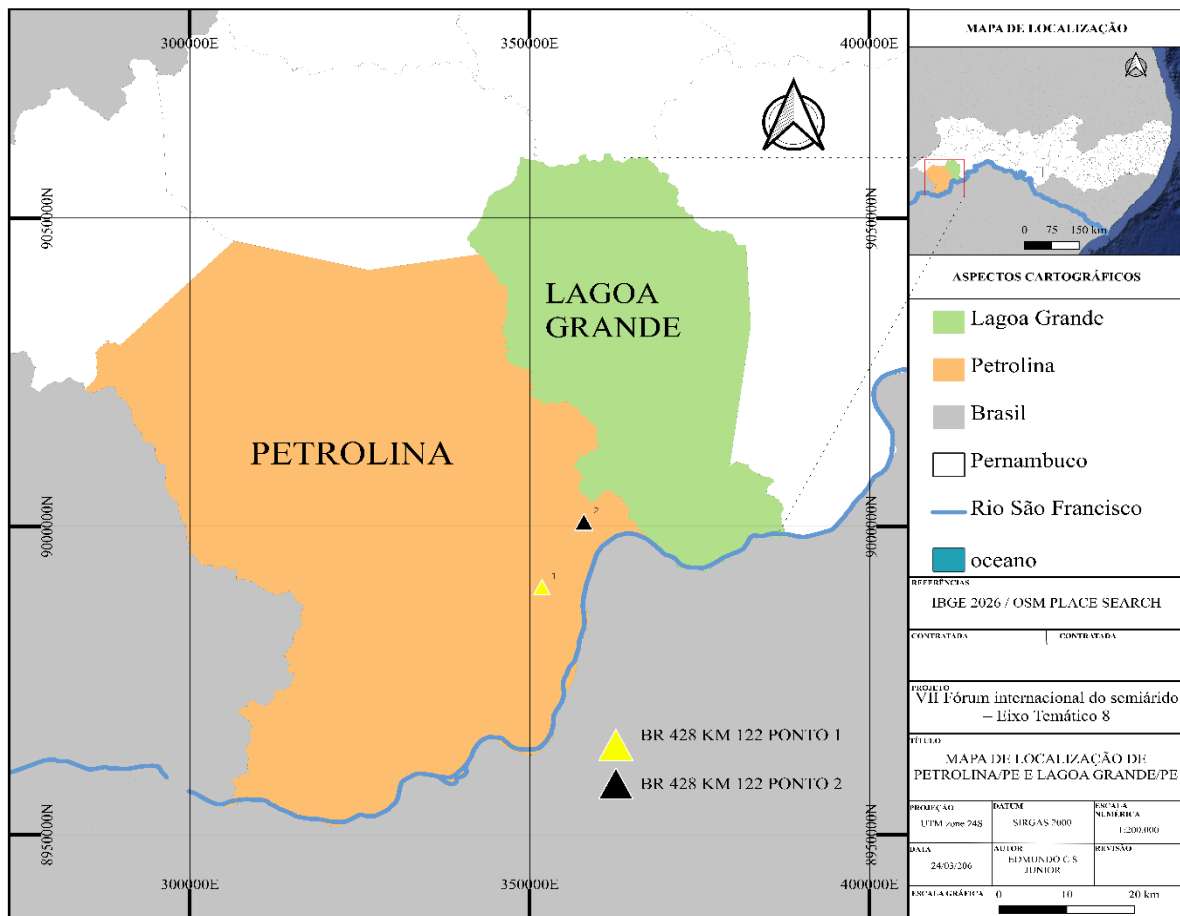 300000E
350000E
400000E
9050000N
9050000N
LAGOA
GRANDE
PETROLINA
2
9000000N
9000000N
1
BR 428 KM 122 PONTO 1
BR 428 KM 122 PONTO 2
8950000N
8950000N
300000E
350000E
400000E
MAPA DE LOCALIZAÇÃO
0 75 150 km
ASPECTOS CARTOGRÁFICOS
Lagoa Grande
Petrolina
Brasil
Pernambuco
Rio São Francisco
oceano
REFERÊNCIAS
IBGE 2026 / OSM PLACE SEARCH
CONTRATADA CONTRATADA
PROJETO
VII Fórum internacional do semiárido
– Eixo Temático 8
TÍTULO
MAPA DE LOCALIZAÇÃO DE
PETROLINA/PE E LAGOA GRANDE/PE
PROJEÇÃO
UTM zone 24S
DATUM
SIRGAS 2000
ESCALA
NUMÉRICA
1:200.000
DATA
24/03/206
AUTOR
EDMUNDO C S
JUNIOR
REVISÃO
ESCALA GRÁFICA 0 10 20 km